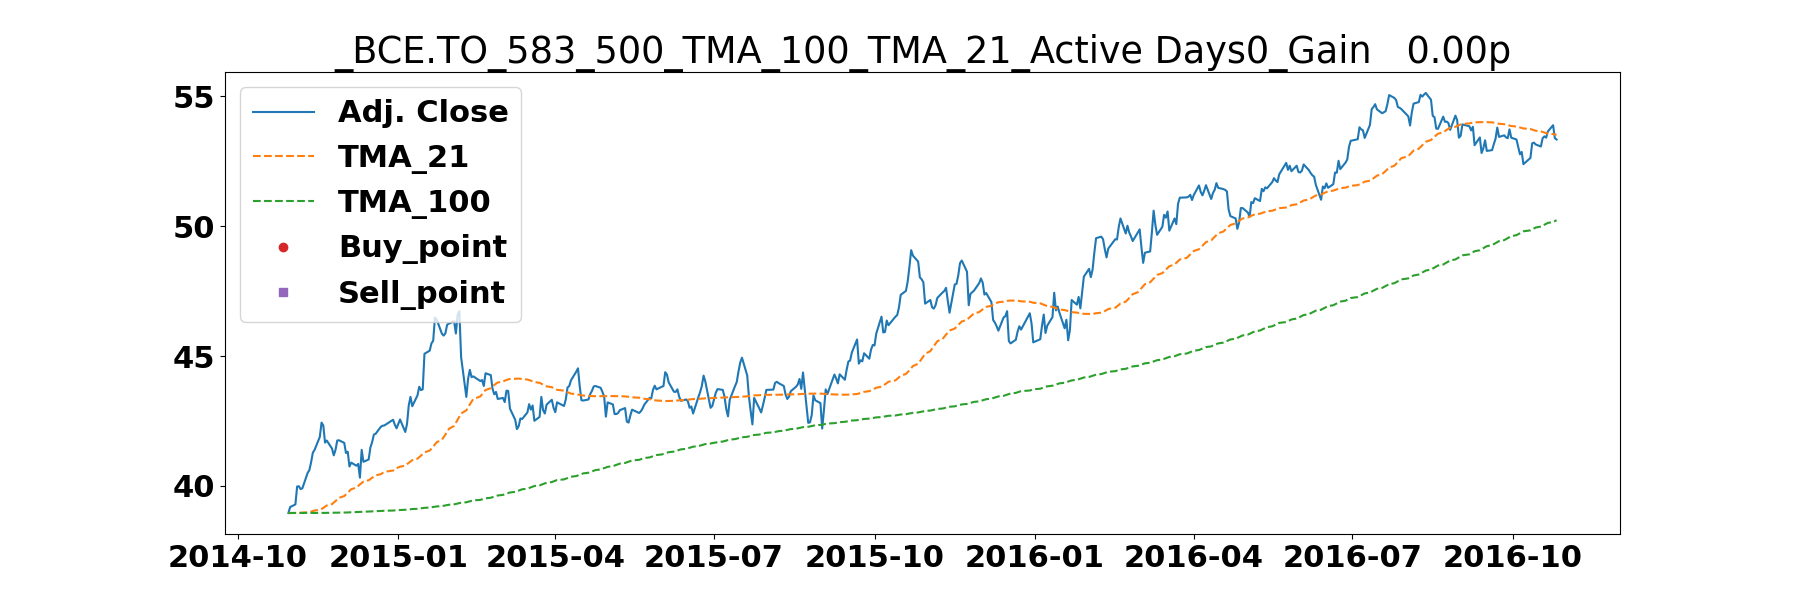 _BCE.TO_583_500_TMA_100_TMA_21_Active Days0_Gain   0.00p
55
50
45
40
Adj. Close
TMA_21
TMA_100
Buy_point
Sell_point
2014-10 2015-01 2015-04 2015-07 2015-10 2016-01 2016-04 2016-07 2016-10